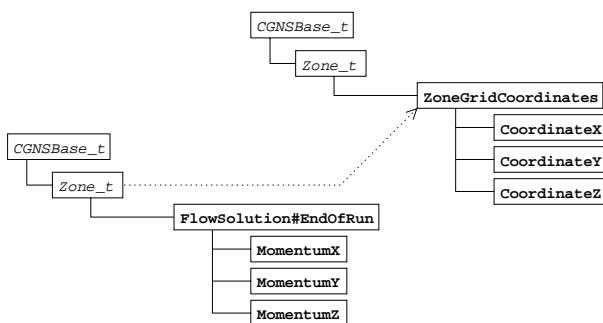 CGNSBase_t
Zone_t
ZoneGridCoordinates
CoordinateX
CoordinateY
CoordinateZ
CGNSBase_t
Zone_t
FlowSolution#EndOfRun
MomentumX
MomentumY
MomentumZ